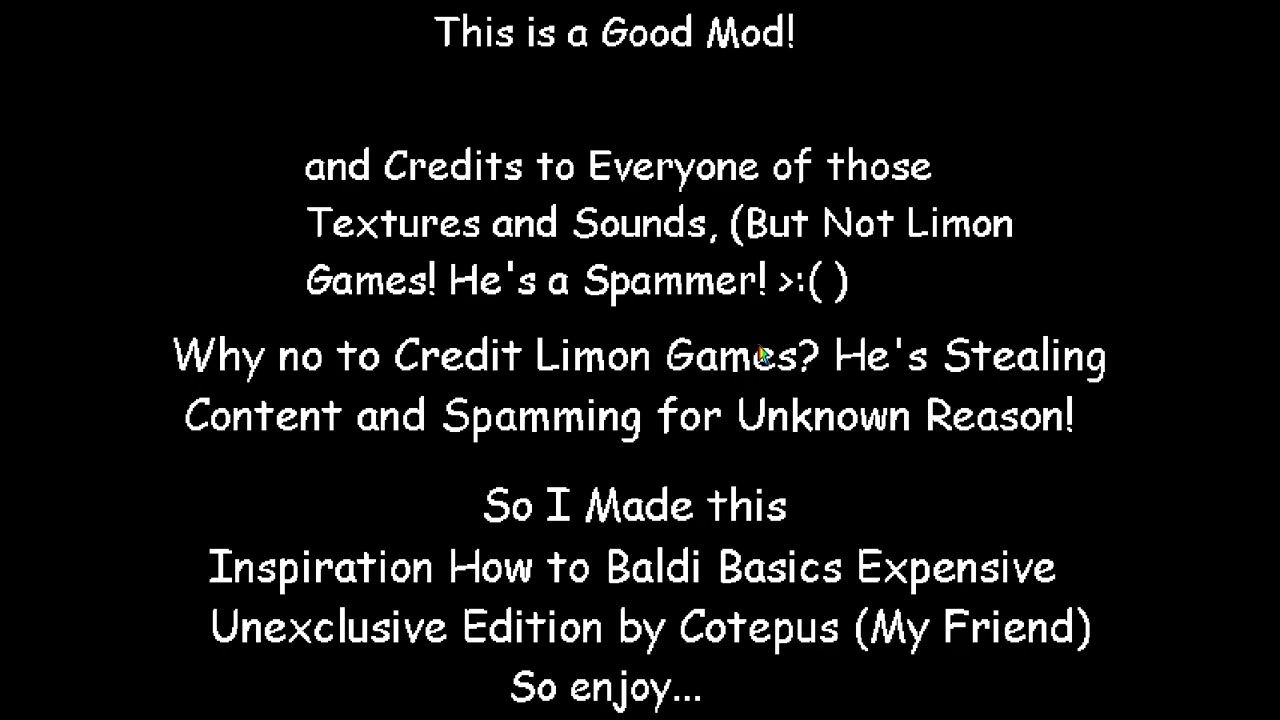 This is a Good Mod!
and Credits to Everyone of those
Textures and Sounds, (But Not Limon
Games! He's a Spammer! >:( )
Why no to Credit Limon Games? He's Stealing
Content and Spamming for Unknown Reason!
So I Made this
Inspiration How to Baldi Basics Expensive
Unexclusive Edition by Cotepus (My Friend)
So enjoy...